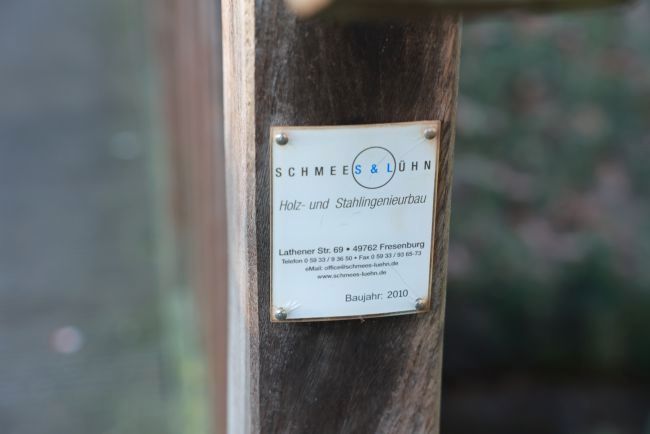 SCHMEES & LÜHN
Holz- und Stahlingenieurbau
Lathener Str. 69 • 49762 Fresenburg
Telefon 0 59 33 / 9 36 50 • Fax 0 59 33 / 93 65-73
eMail: office@schmees-luehn.de
www.schmees-luehn.de
Baujahr: 2010